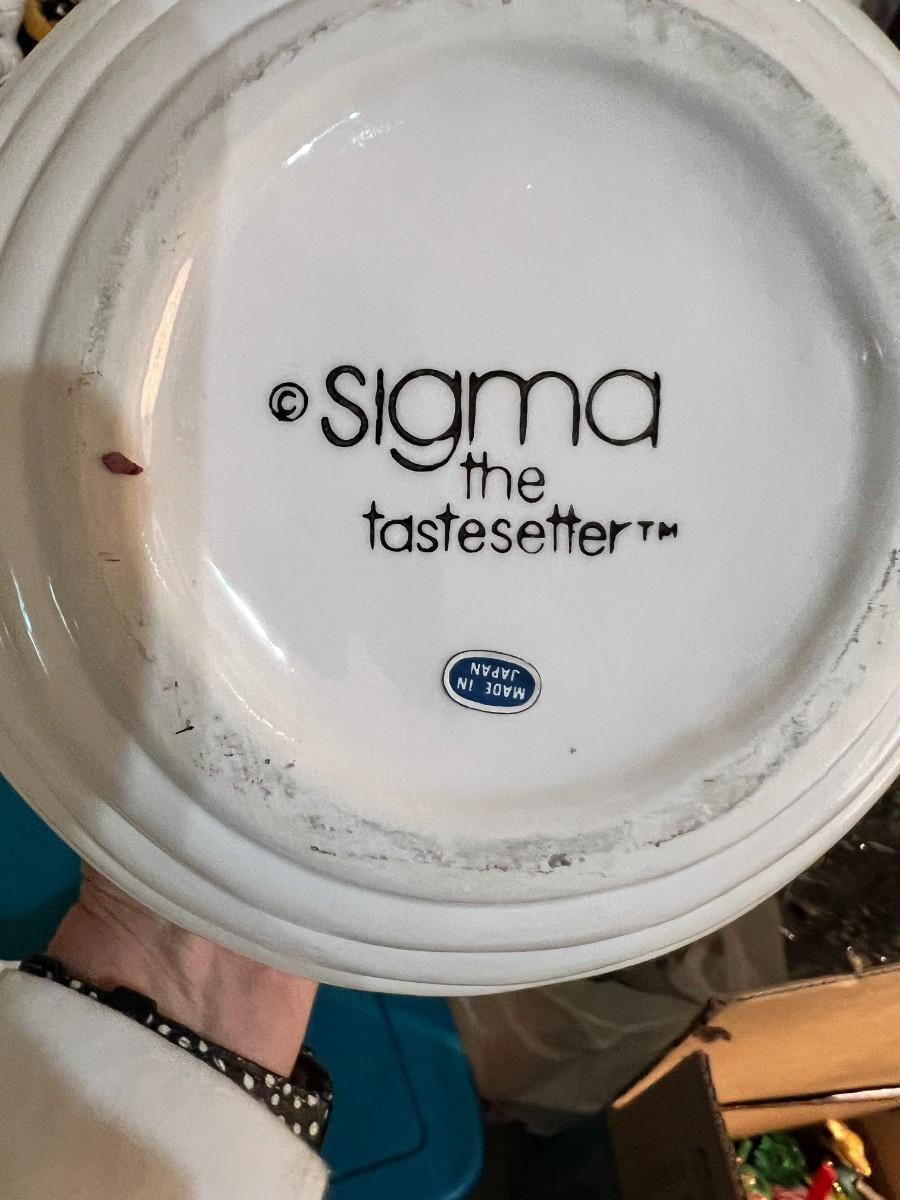 © sigma
the
tastesetter™
MADE IN
JAPAN